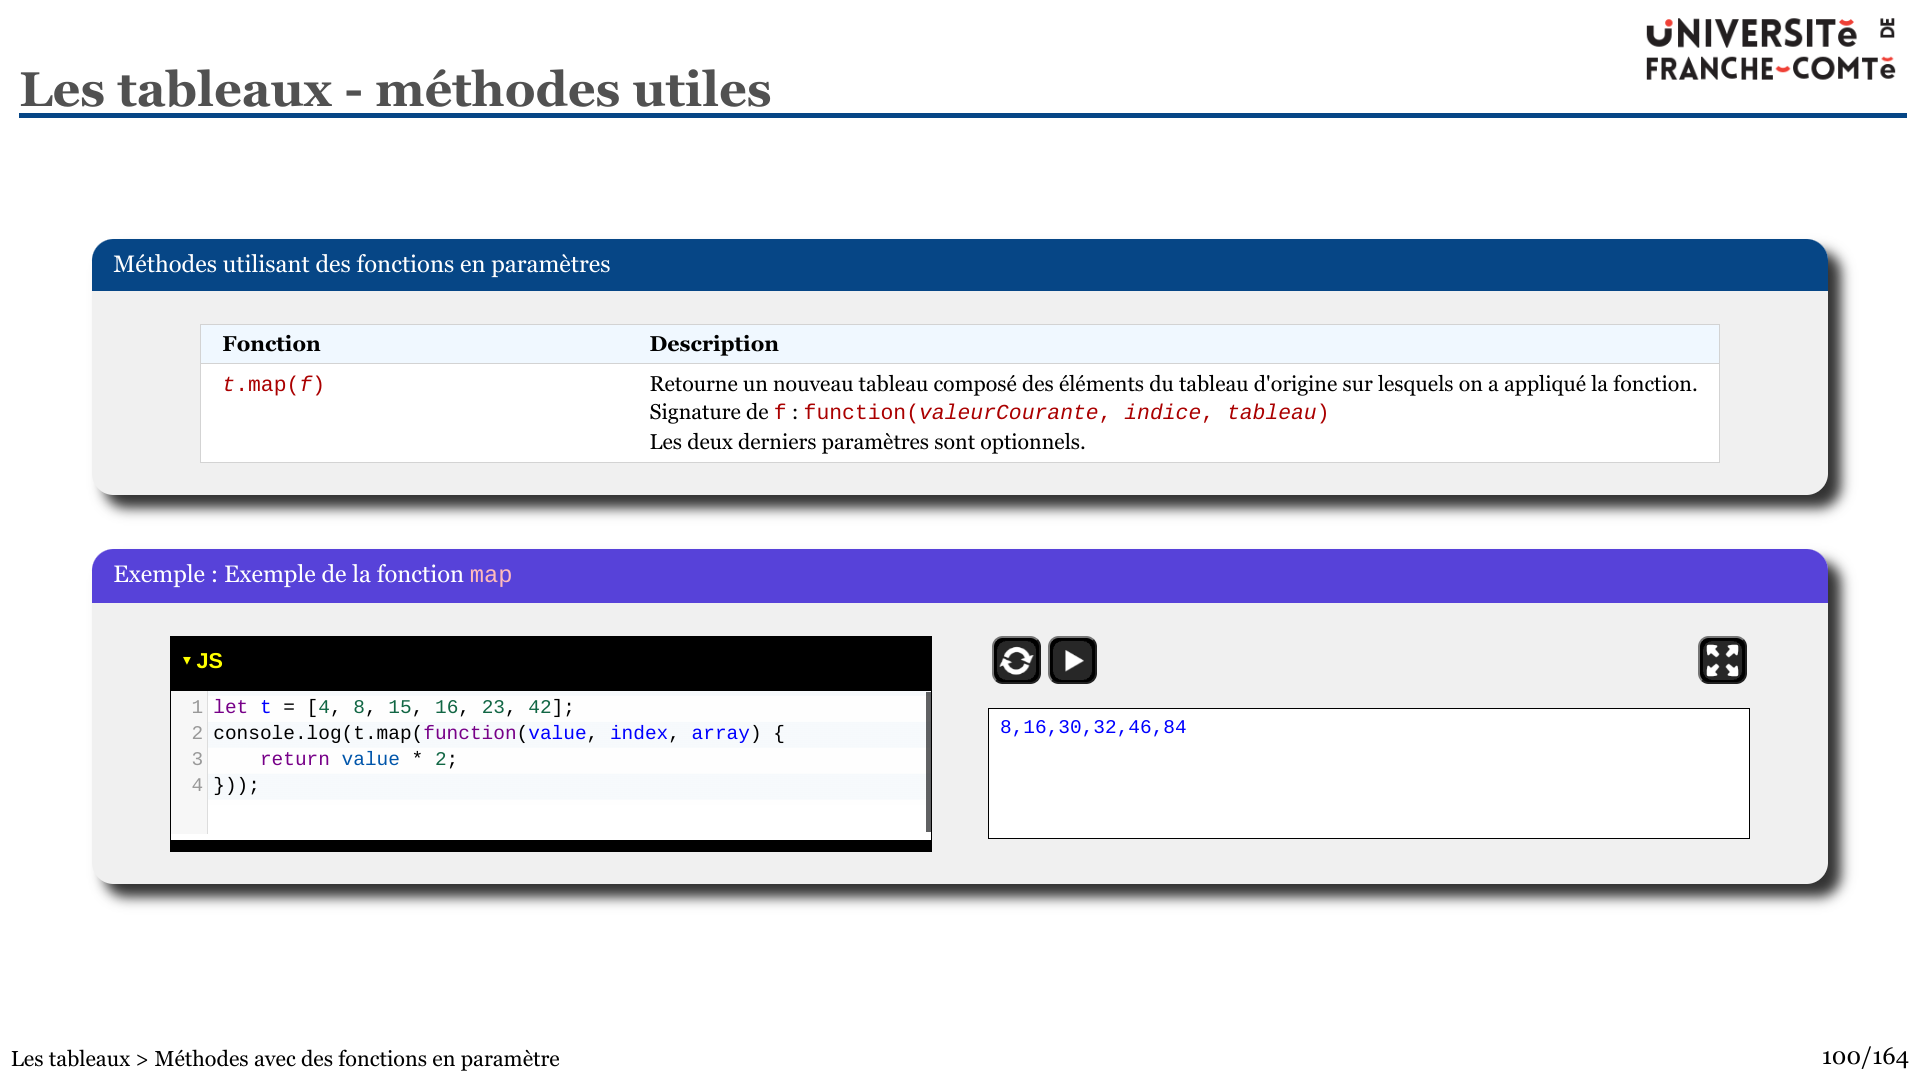 UNIVERSITĕ DE
FRANCHE-COMTĕ
Les tableaux - méthodes utiles
Méthodes utilisant des fonctions en paramètres
Fonction Description
t.map(f) Retourne un nouveau tableau composé des éléments du tableau d'origine sur lesquels on a appliqué la fonction.
Signature de f : function(valeurCourante, indice, tableau)
Les deux derniers paramètres sont optionnels.
Exemple : Exemple de la fonction map
▾ JS
1 let t = [4, 8, 15, 16, 23, 42];
2 console.log(t.map(function(value, index, array) {
3     return value * 2;
4 }));
8,16,30,32,46,84
Les tableaux > Méthodes avec des fonctions en paramètre
100/164